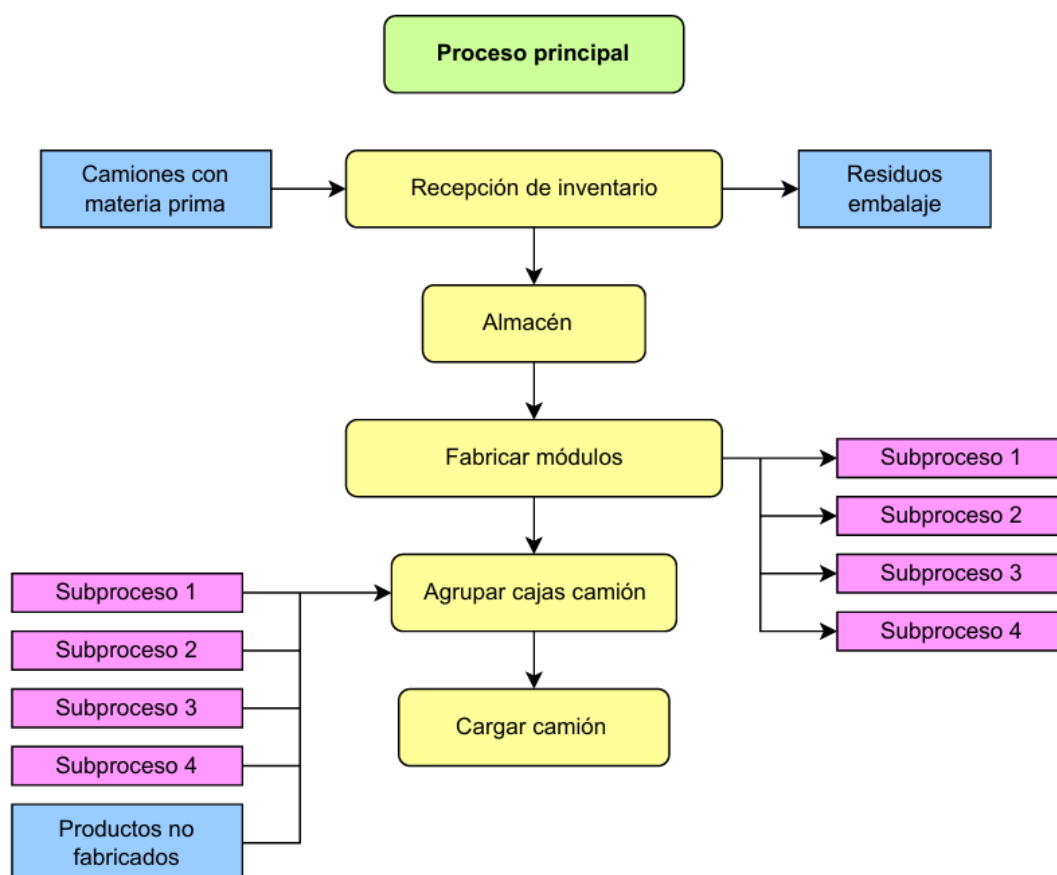 Proceso principal
Camiones con
materia prima
Recepción de inventario
Residuos
embalaje
Almacén
Fabricar módulos
Subproceso 1
Subproceso 2
Subproceso 3
Subproceso 4
Agrupar cajas camión
Subproceso 1
Subproceso 2
Subproceso 3
Subproceso 4
Productos no
fabricados
Cargar camión